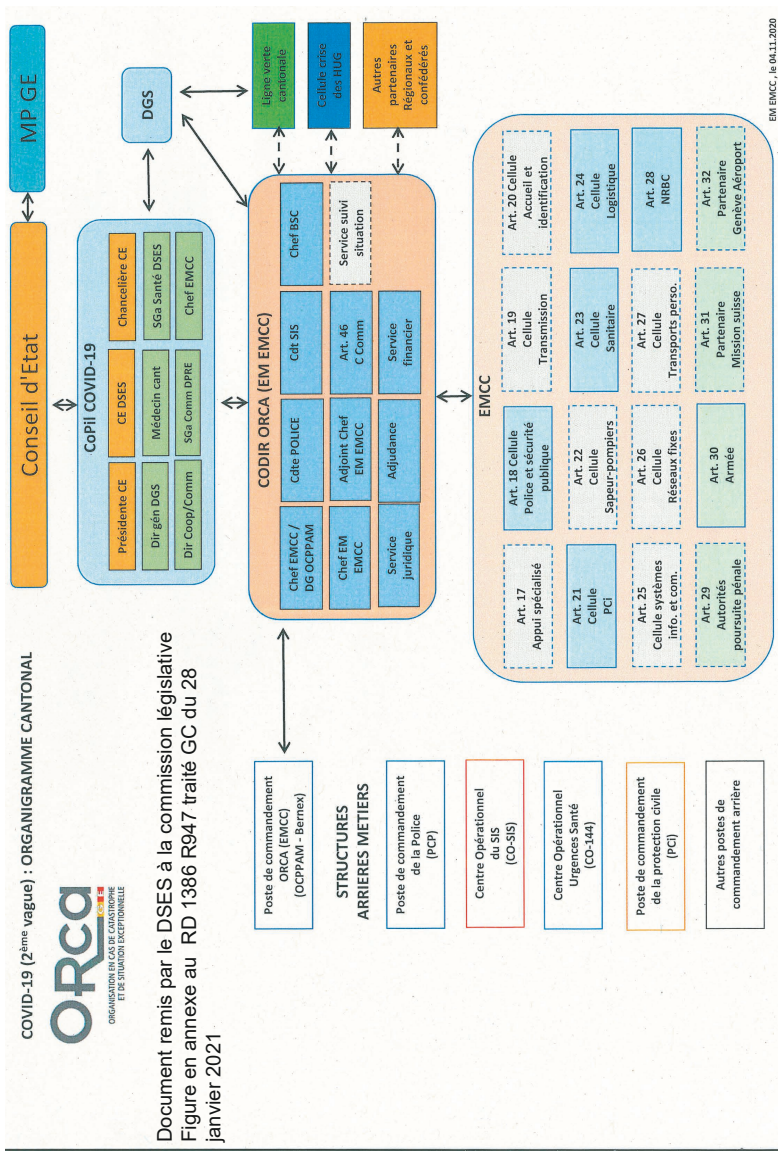 COVID-19 (2ème vague) : ORGANIGRAMME CANTONAL
ORCA
ORGANISATION EN CAS DE CATASTROPHE
ET DE SITUATION EXCEPTIONNELLE
Document remis par le DSES à la commission législative
Figure en annexe au RD 1386 R947 traité GC du 28
janvier 2021
Conseil d'Etat
MP GE
CoPil COVID-19
Présidente CE
CE DSES
Chancelière CE
Dir gén DGS
Médecin cant
SGa Santé DSES
Dir Coop/Comm
SGa Comm DPRE
Chef EMCC
DGS
CODIR ORCA (EM EMCC)
Chef EMCC /
DG OCPPAM
Cdte POLICE
Cdt SIS
Chef BSC
Chef EM
EMCC
Adjoint Chef
EM EMCC
Art. 46
C Comm
Service suivi
situation
Service
juridique
Adjudance
Service
financier
Ligne verte
cantonale
Cellule crise
des HUG
Autres
partenaires
Régionaux et
confédérés
Poste de commandement
ORCA (EMCC)
(OCPPAM - Bernex)
STRUCTURES
ARRIERES METIERS
Poste de commandement
de la Police
(PCP)
Centre Opérationnel
du SIS
(CO-SIS)
Centre Opérationnel
Urgences Santé
(CO-144)
Poste de commandement
de la protection civile
(PCi)
Autres postes de
commandement arrière
EMCC
Art. 17
Appui spécialisé
Art. 18 Cellule
Police et sécurité
publique
Art. 19
Cellule
Transmission
Art. 20 Cellule
Accueil et
identification
Art. 21
Cellule
PCi
Art. 22
Cellule
Sapeur-pompiers
Art. 23
Cellule
Sanitaire
Art. 24
Cellule
Logistique
Art. 25
Cellule systèmes
info. et com.
Art. 26
Cellule
Réseaux fixes
Art. 27
Cellule
Transports perso.
Art. 28
NRBC
Art. 29
Autorités
poursuite pénale
Art. 30
Armée
Art. 31
Partenaire
Mission suisse
Art. 32
Partenaire
Genève Aéroport
EM EMCC , le 04.11.2020